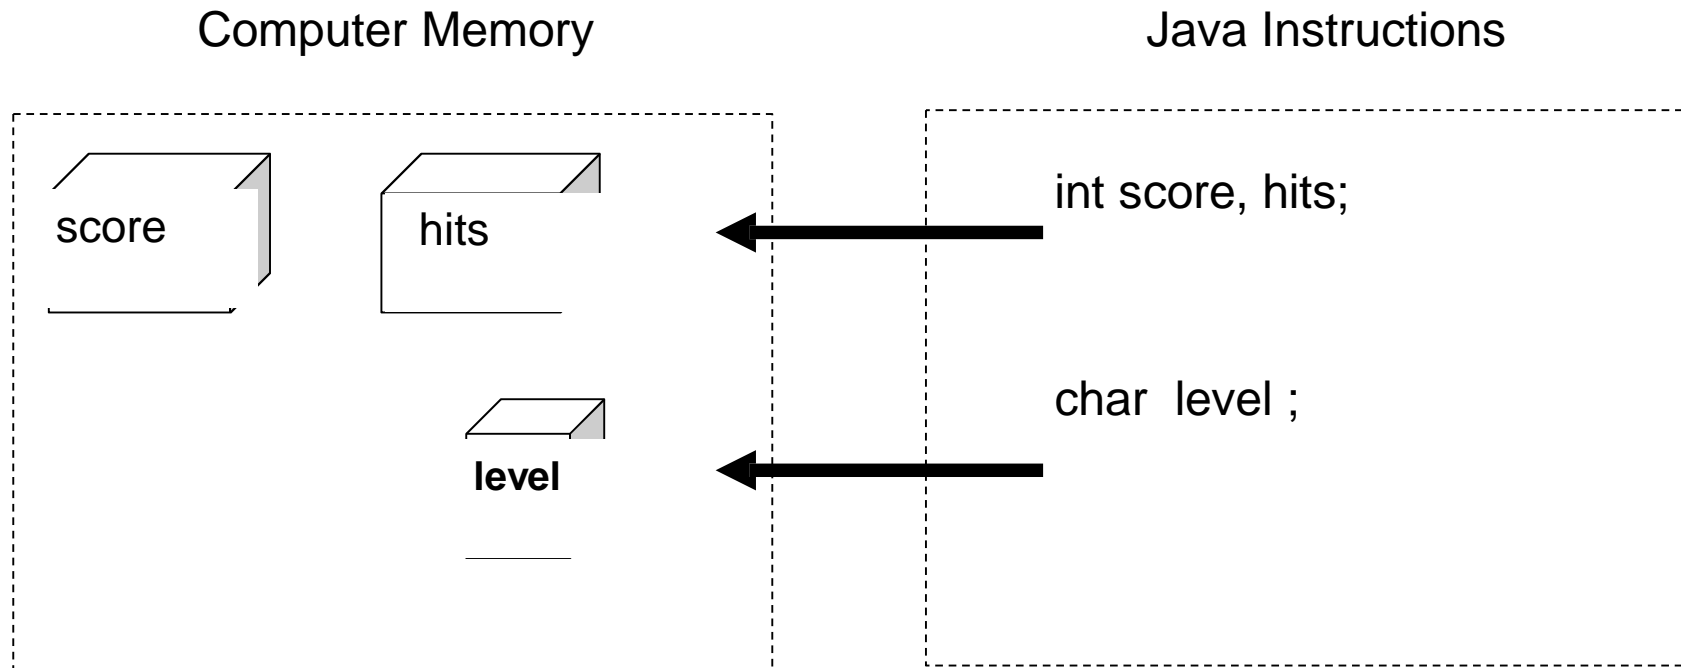 Computer Memory
Java Instructions
score
hits
int score, hits;
level
char  level ;